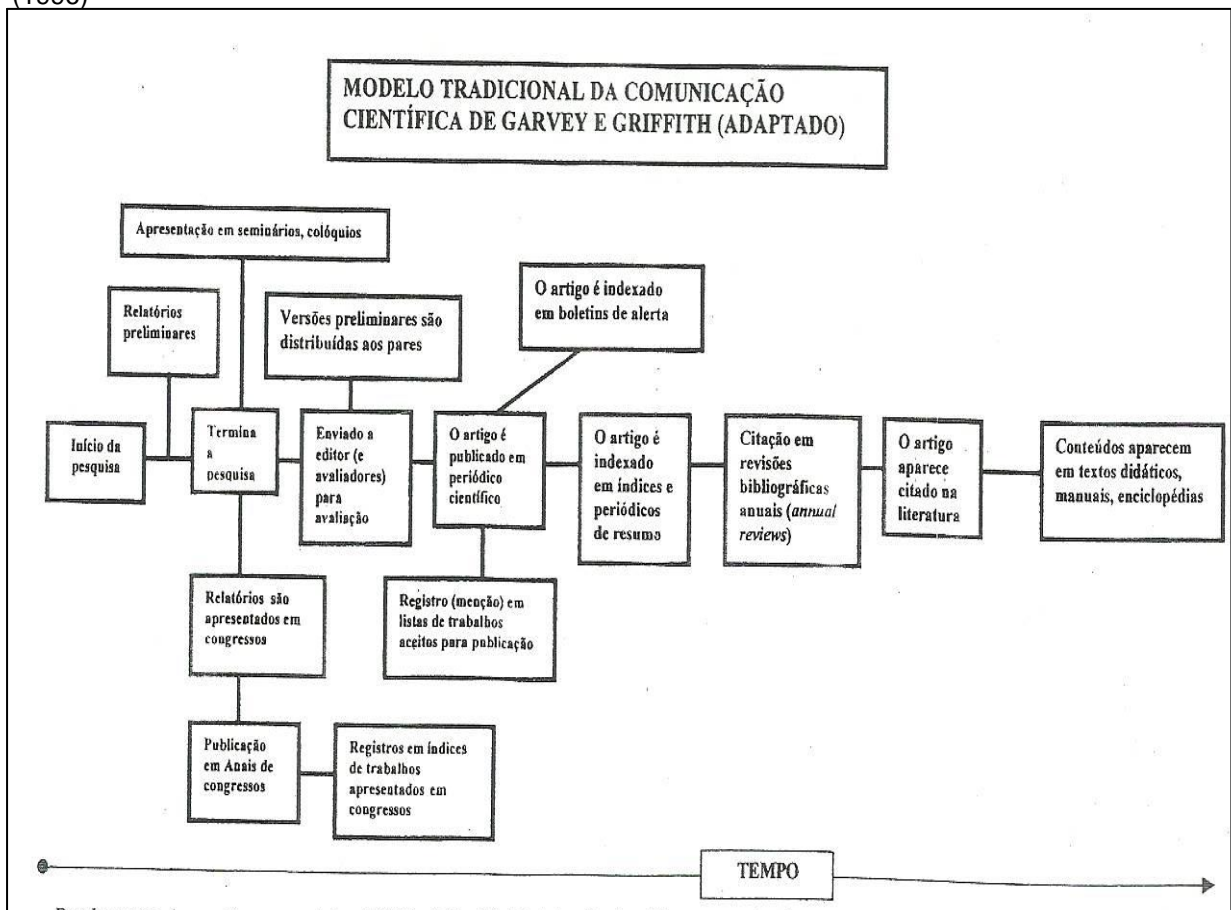 MODELO TRADICIONAL DA COMUNICAÇÃO
CIENTÍFICA DE GARVEY E GRIFFITH (ADAPTADO)
Apresentação em seminários, colóquios
Relatórios
preliminares
Versões preliminares são
distribuídas aos pares
O artigo é indexado
em boletins de alerta
Início da
pesquisa
Termina
a
pesquisa
Enviado a
editor (e
avaliadores)
para
avaliação
O artigo é
publicado em
periódico
científico
O artigo é
indexado
em índices e
periódicos
de resumo
Citação em
revisões
bibliográficas
anuais (annual
reviews)
O artigo
aparece
citado na
literatura
Conteúdos aparecem
em textos didáticos,
manuais, enciclopédias
Relatórios são
apresentados em
congressos
Registro (menção) em
listas de trabalhos
aceitos para publicação
Publicação
em Anais de
congressos
Registros em índices
de trabalhos
apresentados em
congressos
TEMPO